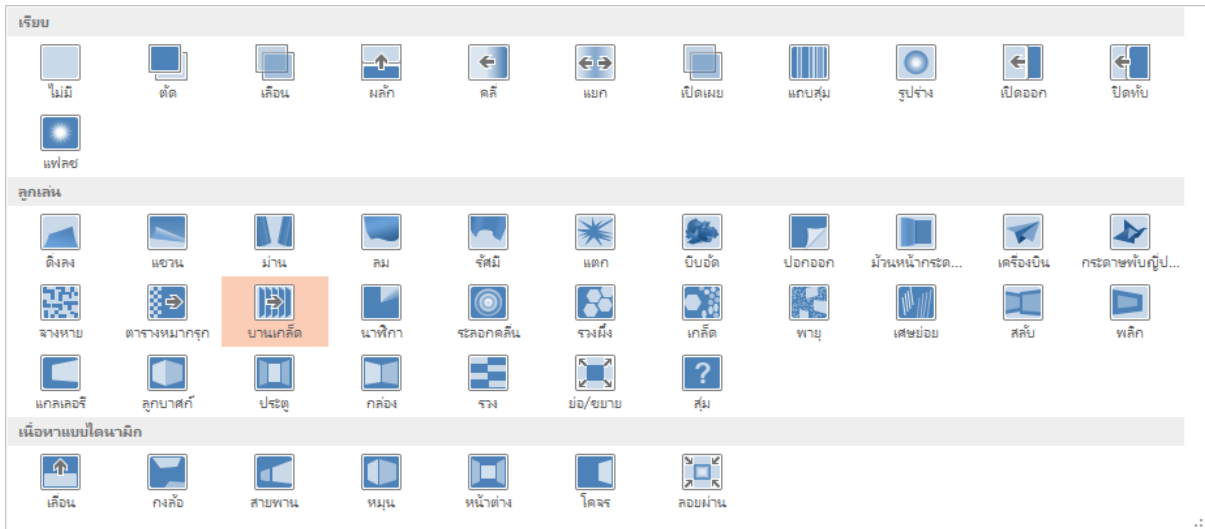 เรียบ
ไม่มี ตัด เลือน ผลัก คลี่ แยก เปิดเผย แถบสุ่ม รูปร่าง เปิดออก ปิดทับ
แฟลช
ลูกเล่น
ดิ่งลง แขวน ม่าน ลม รัศมี แตก บีบอัด ปอกออก ม้วนหน้ากระด... เครื่องบิน กระดาษพับญี่ป...
จางหาย ตารางหมากรุก บานเกล็ด นาฬิกา ระลอกคลื่น รวงผึ้ง เกล็ด พายุ เศษย่อย สลับ พลิก
แกลเลอรี ลูกบาศก์ ประตู กล่อง รวง ย่อ/ขยาย สุ่ม
เนื้อหาแบบไดนามิก
เลื่อน กงล้อ สายพาน หมุน หน้าต่าง โคจร ลอยผ่าน